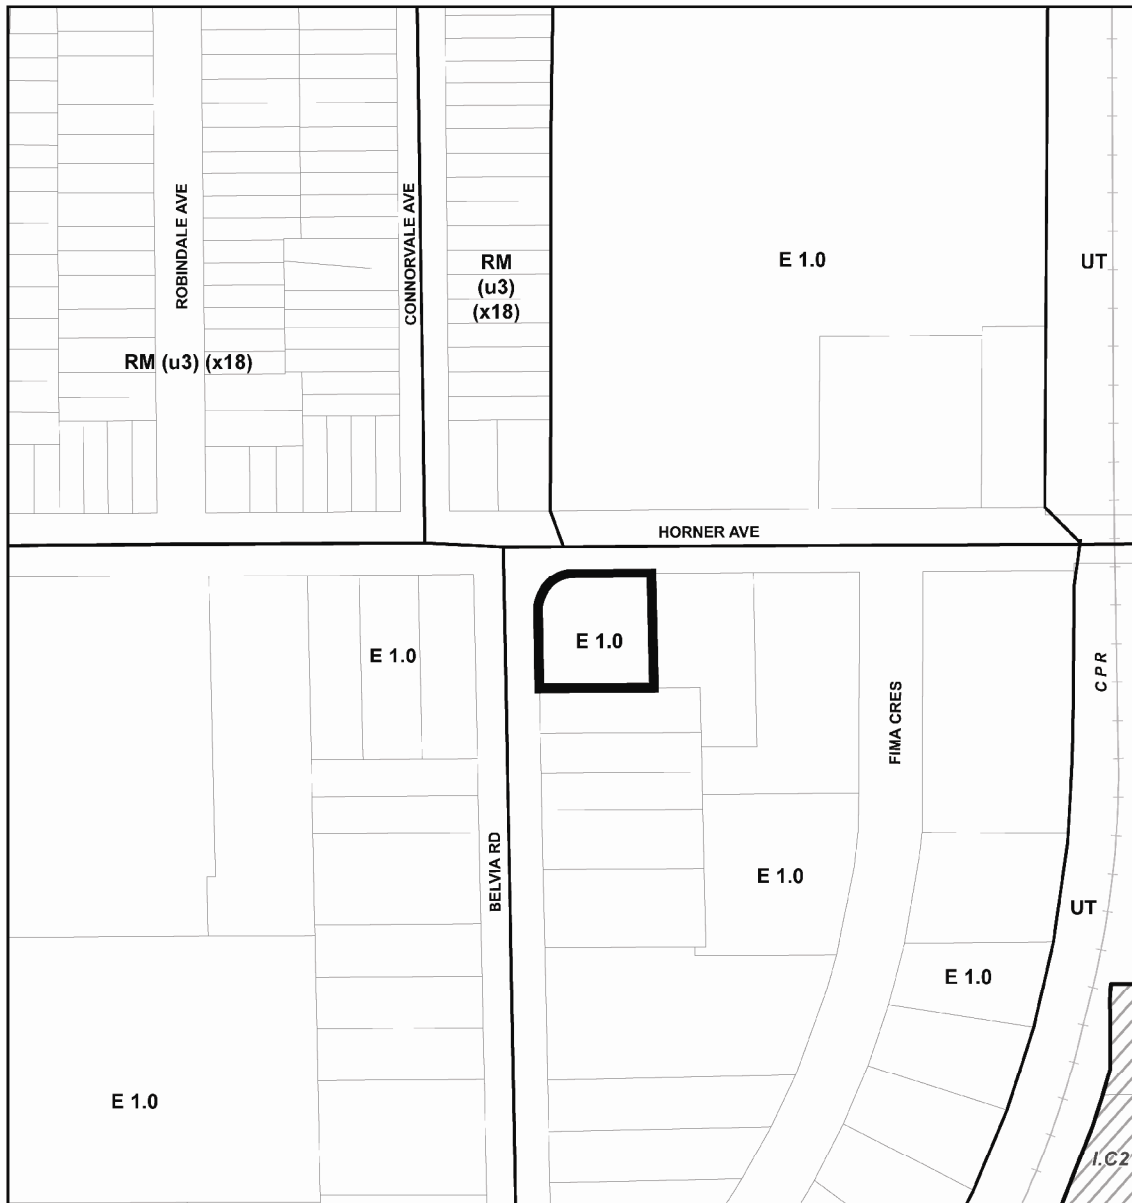 ROBINDALE AVE
CONNORVALE AVE
RM
(u3)
(x18)
E 1.0
UT
RM (u3) (x18)
HORNER AVE
E 1.0
E 1.0
FIMA CRES
CPR
BELVIA RD
E 1.0
UT
E 1.0
E 1.0
I.C2